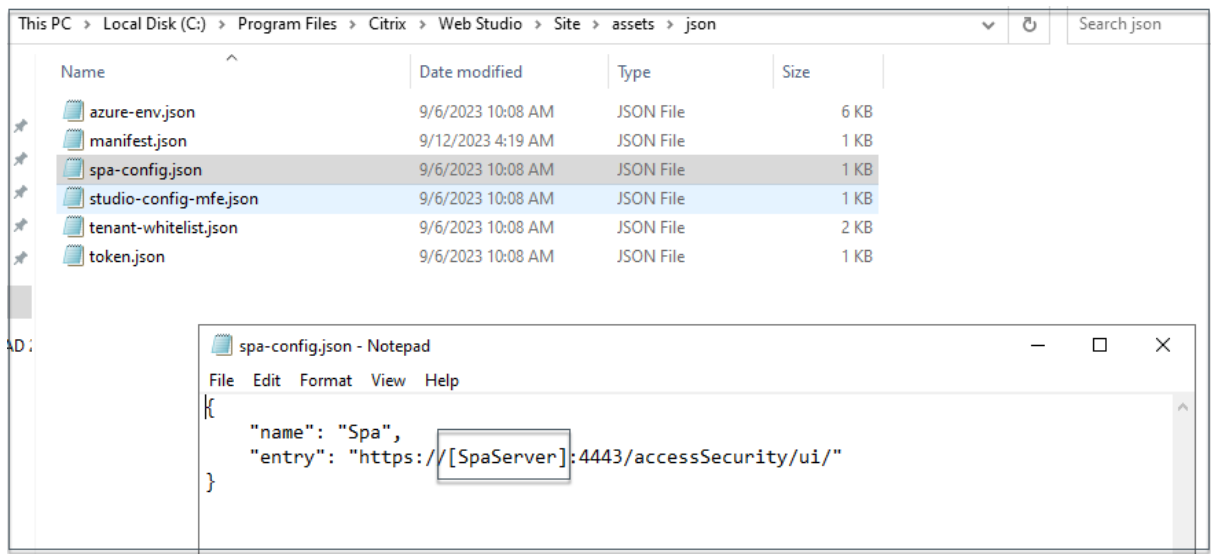 This PC > Local Disk (C:) > Program Files > Citrix > Web Studio > Site > assets > json Search json
Name Date modified Type Size
azure-env.json 9/6/2023 10:08 AM JSON File 6 KB
manifest.json 9/12/2023 4:19 AM JSON File 1 KB
spa-config.json 9/6/2023 10:08 AM JSON File 1 KB
studio-config-mfe.json 9/6/2023 10:08 AM JSON File 1 KB
tenant-whitelist.json 9/6/2023 10:08 AM JSON File 2 KB
token.json 9/6/2023 10:08 AM JSON File 1 KB
spa-config.json - Notepad
File Edit Format View Help
{
"name": "Spa",
"entry": "https://[SpaServer]:4443/accessSecurity/ui/"
}